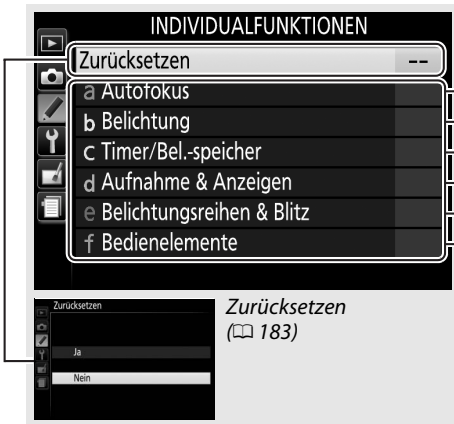 INDIVIDUALFUNKTIONEN
Zurücksetzen --
a Autofokus
b Belichtung
c Timer/Bel.-speicher
d Aufnahme & Anzeigen
e Belichtungsreihen & Blitz
f Bedienelemente
Zurücksetzen
Ja
Nein
Zurücksetzen
(📖 183)